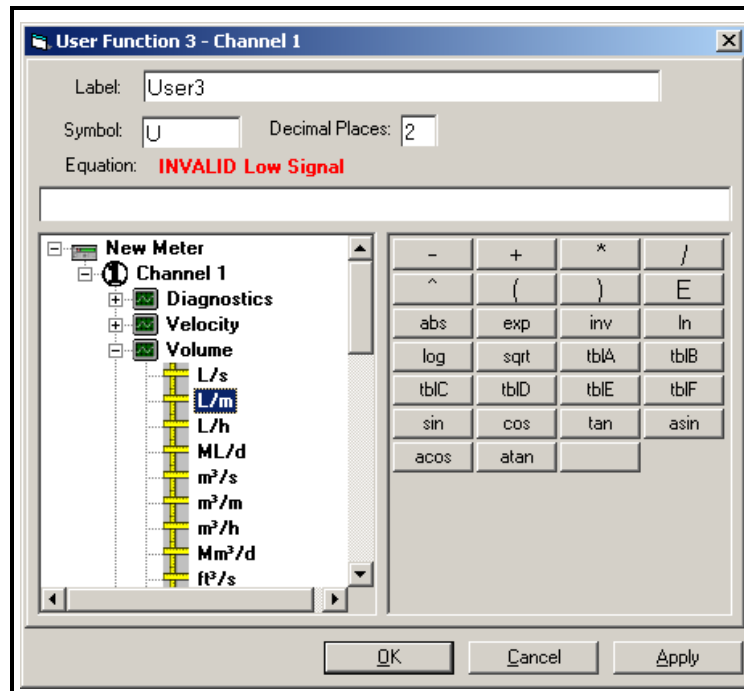 User Function 3 - Channel 1
Label: User3
Symbol: U Decimal Places: 2
Equation: INVALID Low Signal
New Meter
1 Channel 1
Diagnostics
Velocity
Volume
L/s
L/m
L/h
ML/d
m³/s
m³/m
m³/h
Mm³/d
ft³/s
- + * /
^ ( ) E
abs exp inv ln
log sqrt tblA tblB
tblC tblD tblE tblF
sin cos tan asin
acos atan
OK Cancel Apply